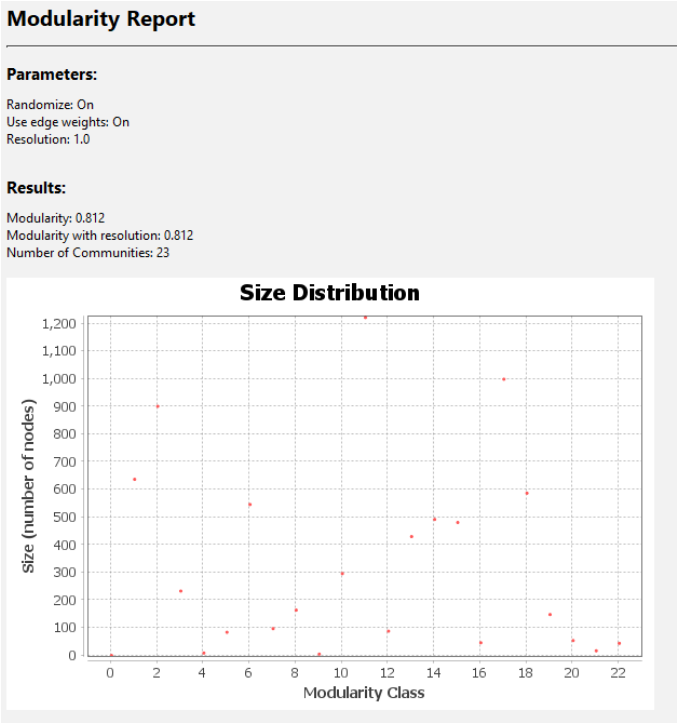 Modularity Report
Parameters:
Randomize: On
Use edge weights: On
Resolution: 1.0
Results:
Modularity: 0.812
Modularity with resolution: 0.812
Number of Communities: 23
Size Distribution
Size (number of nodes)
1,200
1,100
1,000
900
800
700
600
500
400
300
200
100
0
0 2 4 6 8 10 12 14 16 18 20 22
Modularity Class